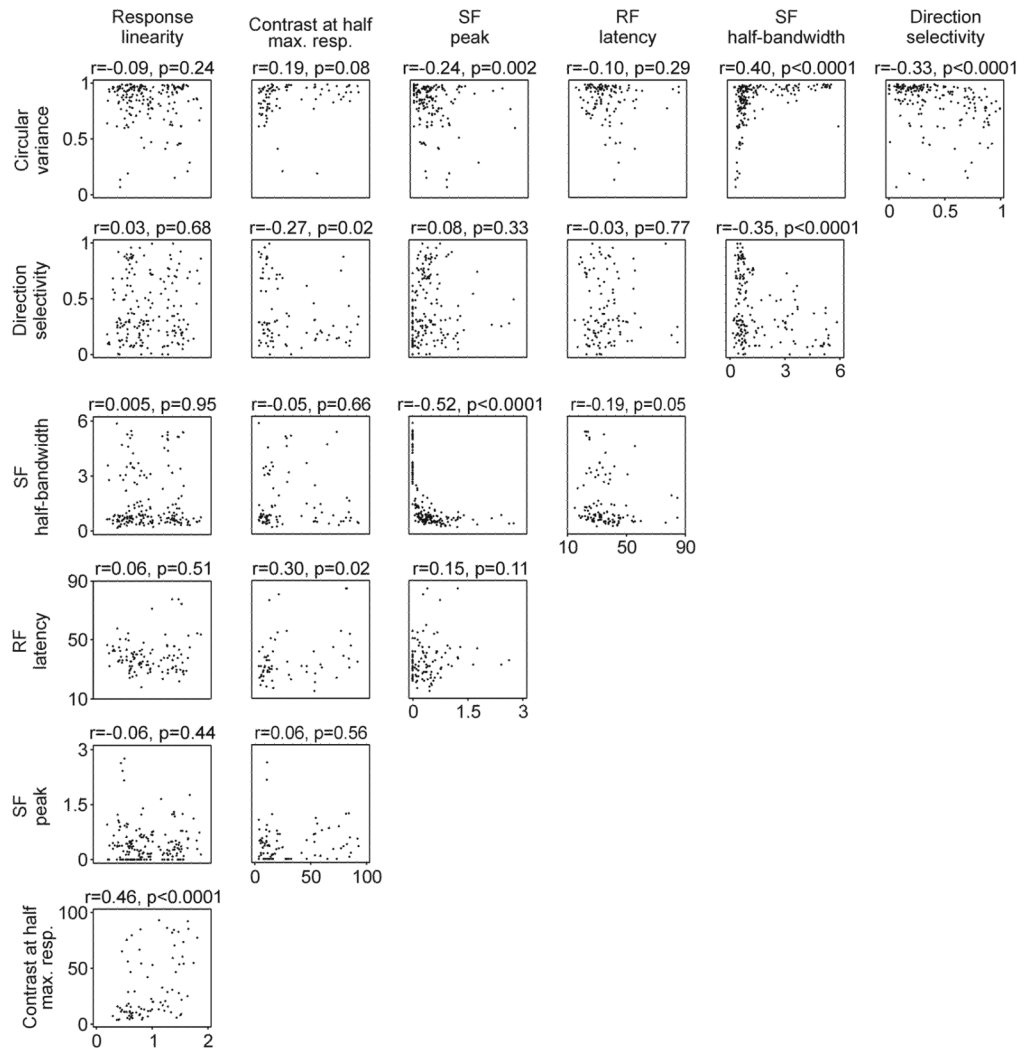 Response
linearity
Contrast at half
max. resp.
SF
peak
RF
latency
SF
half-bandwidth
Direction
selectivity
r=-0.09, p=0.24
r=0.19, p=0.08
r=-0.24, p=0.002
r=-0.10, p=0.29
r=0.40, p<0.0001
r=-0.33, p<0.0001
Circular
variance
1
0.5
0
0
0.5
1
r=0.03, p=0.68
r=-0.27, p=0.02
r=0.08, p=0.33
r=-0.03, p=0.77
r=-0.35, p<0.0001
Direction
selectivity
1
0.5
0
0
3
6
r=0.005, p=0.95
r=-0.05, p=0.66
r=-0.52, p<0.0001
r=-0.19, p=0.05
SF
half-bandwidth
6
3
0
10
50
90
r=0.06, p=0.51
r=0.30, p=0.02
r=0.15, p=0.11
RF
latency
90
50
10
0
1.5
3
r=-0.06, p=0.44
r=0.06, p=0.56
SF
peak
3
1.5
0
0
50
100
r=0.46, p<0.0001
Contrast at half
max. resp.
100
50
0
0
1
2